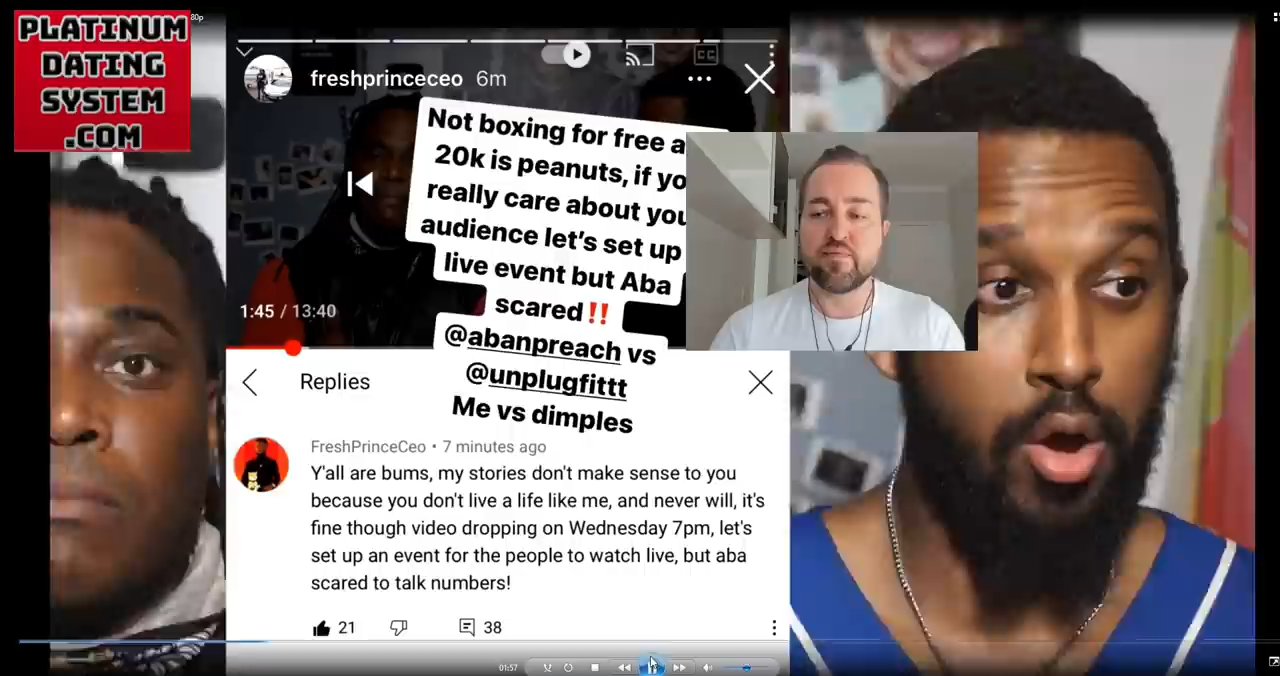 PLATINUM
DATING
SYSTEM
.COM
80p
freshprinceceo 6m
CC
Not boxing for free a
20k is peanuts, if yo
really care about you
audience let's set up
live event but Aba
scared‼️
@abanpreach vs
@unplugfittt
Me vs dimples
1:45 / 13:40
Replies
FreshPrinceCeo • 7 minutes ago
Y'all are bums, my stories don't make sense to you
because you don't live a life like me, and never will, it's
fine though video dropping on Wednesday 7pm, let's
set up an event for the people to watch live, but aba
scared to talk numbers!
21
38
01:57